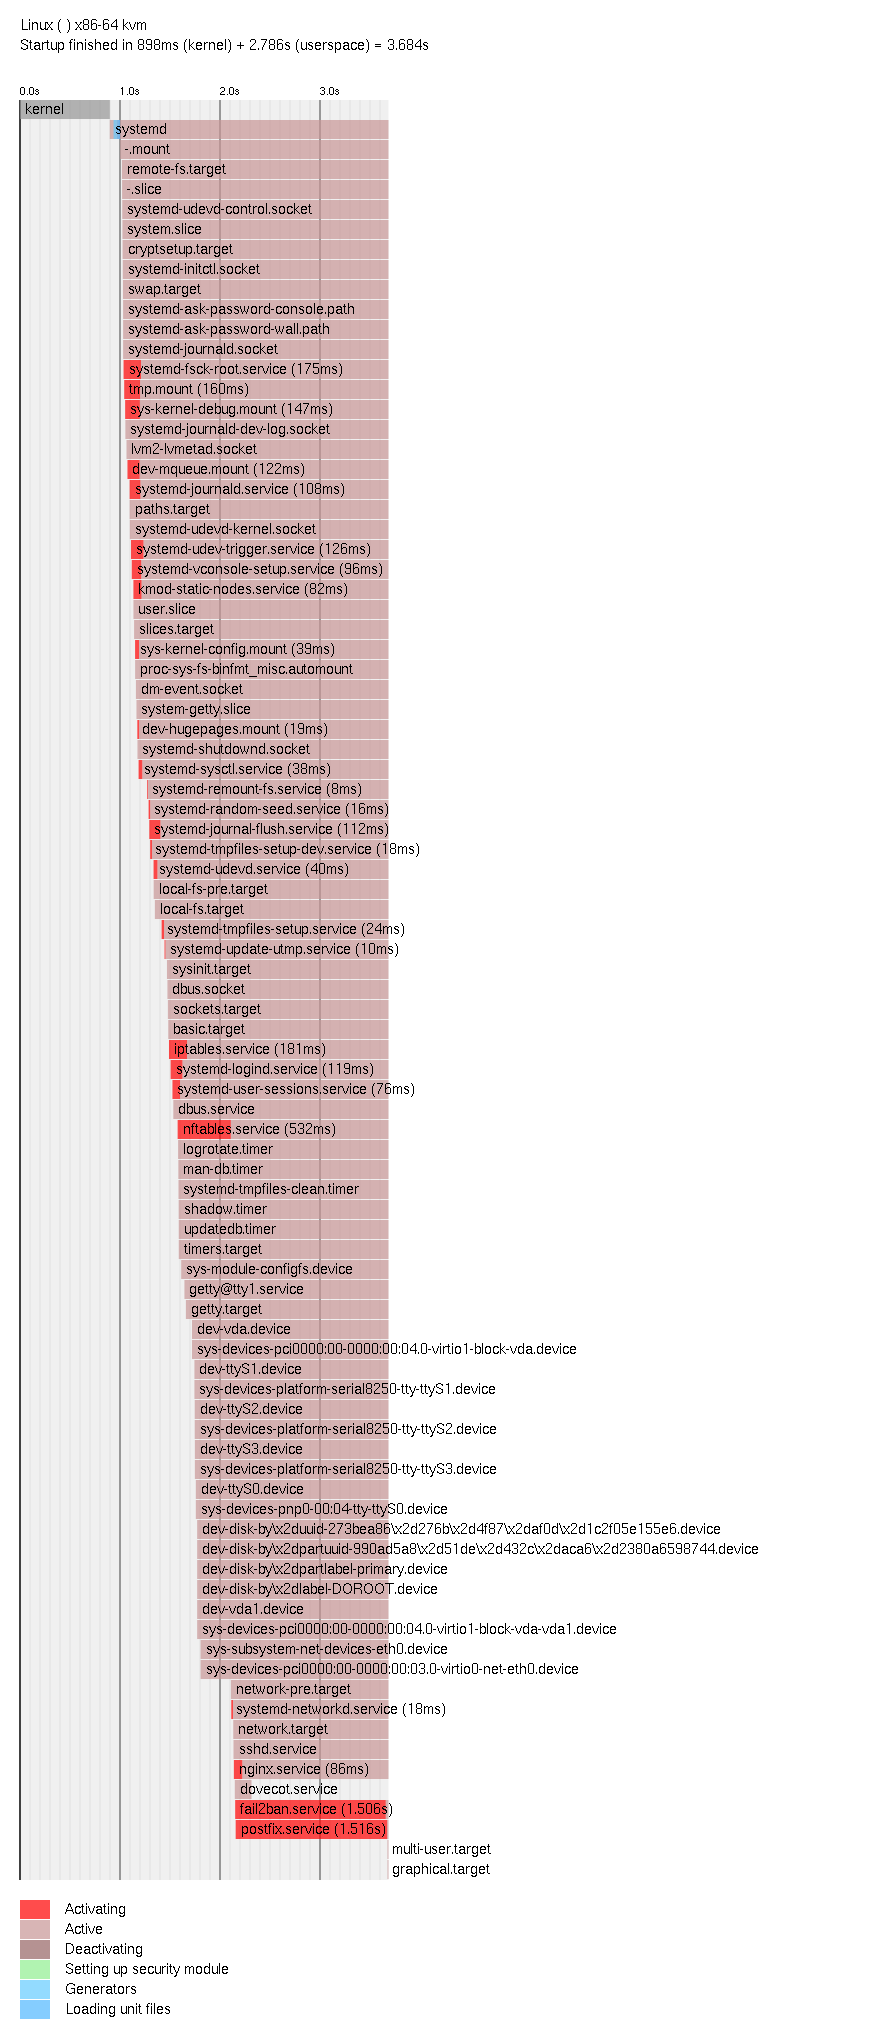 Linux ( ) x86-64 kvm
Startup finished in 898ms (kernel) + 2.786s (userspace) = 3.684s
0.0s 1.0s 2.0s 3.0s
kernel
systemd
-.mount
remote-fs.target
-.slice
systemd-udevd-control.socket
system.slice
cryptsetup.target
systemd-initctl.socket
swap.target
systemd-ask-password-console.path
systemd-ask-password-wall.path
systemd-journald.socket
systemd-fsck-root.service (175ms)
tmp.mount (160ms)
sys-kernel-debug.mount (147ms)
systemd-journald-dev-log.socket
lvm2-lvmetad.socket
dev-mqueue.mount (122ms)
systemd-journald.service (108ms)
paths.target
systemd-udevd-kernel.socket
systemd-udev-trigger.service (126ms)
systemd-vconsole-setup.service (96ms)
kmod-static-nodes.service (82ms)
user.slice
slices.target
sys-kernel-config.mount (39ms)
proc-sys-fs-binfmt_misc.automount
dm-event.socket
system-getty.slice
dev-hugepages.mount (19ms)
systemd-shutdownd.socket
systemd-sysctl.service (38ms)
systemd-remount-fs.service (8ms)
systemd-random-seed.service (16ms)
systemd-journal-flush.service (112ms)
systemd-tmpfiles-setup-dev.service (18ms)
systemd-udevd.service (40ms)
local-fs-pre.target
local-fs.target
systemd-tmpfiles-setup.service (24ms)
systemd-update-utmp.service (10ms)
sysinit.target
dbus.socket
sockets.target
basic.target
iptables.service (181ms)
systemd-logind.service (119ms)
systemd-user-sessions.service (76ms)
dbus.service
nftables.service (532ms)
logrotate.timer
man-db.timer
systemd-tmpfiles-clean.timer
shadow.timer
updatedb.timer
timers.target
sys-module-configfs.device
getty@tty1.service
getty.target
dev-vda.device
sys-devices-pci0000:00-0000:00:04.0-virtio1-block-vda.device
dev-ttyS1.device
sys-devices-platform-serial8250-tty-ttyS1.device
dev-ttyS2.device
sys-devices-platform-serial8250-tty-ttyS2.device
dev-ttyS3.device
sys-devices-platform-serial8250-tty-ttyS3.device
dev-ttyS0.device
sys-devices-pnp0-00:04-tty-ttyS0.device
dev-disk-by\x2duuid-273bea86\x2d276b\x2d4f87\x2daf0d\x2d1c2f05e155e6.device
dev-disk-by\x2dpartuuid-990ad5a8\x2d51de\x2d432c\x2daca6\x2d2380a6598744.device
dev-disk-by\x2dpartlabel-primary.device
dev-disk-by\x2dlabel-DOROOT.device
dev-vda1.device
sys-devices-pci0000:00-0000:00:04.0-virtio1-block-vda-vda1.device
sys-subsystem-net-devices-eth0.device
sys-devices-pci0000:00-0000:00:03.0-virtio0-net-eth0.device
network-pre.target
systemd-networkd.service (18ms)
network.target
sshd.service
nginx.service (86ms)
dovecot.service
fail2ban.service (1.506s)
postfix.service (1.516s)
multi-user.target
graphical.target
Activating
Active
Deactivating
Setting up security module
Generators
Loading unit files